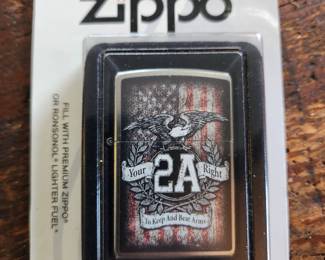 zippo
FILL WITH PREMIUM ZIPPO®
OR RONSONOL® LIGHTER FUEL*
Your 2A Right
To Keep And Bear Arms